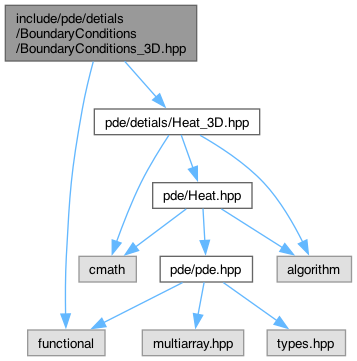 include/pde/detials
/BoundaryConditions
/BoundaryConditions_3D.hpp
pde/detials/Heat_3D.hpp
pde/Heat.hpp
cmath
pde/pde.hpp
algorithm
functional
multiarray.hpp
types.hpp